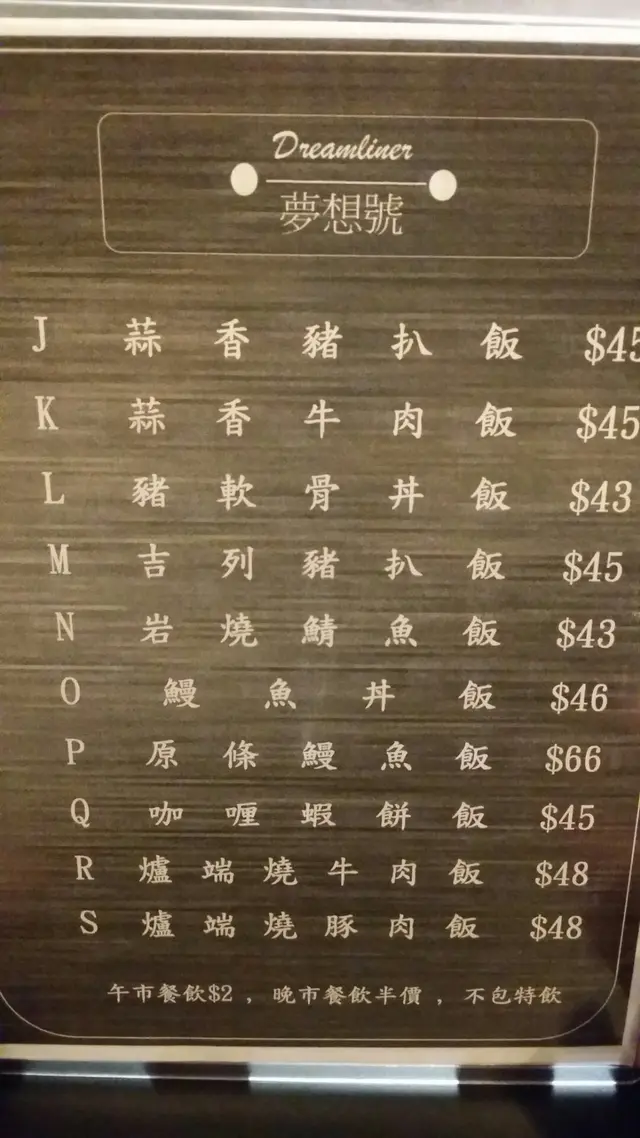 Dreamliner
夢想號
J 蒜香豬扒飯 $45
K 蒜香牛肉飯 $45
L 豬軟骨丼飯 $43
M 吉列豬扒飯 $45
N 岩燒鯖魚飯 $43
O 鰻魚丼飯 $46
P 原條鰻魚飯 $66
Q 咖喱蝦餅飯 $45
R 爐端燒牛肉飯 $48
S 爐端燒豚肉飯 $48
午市餐飲$2，晚市餐飲半價，不包特飲